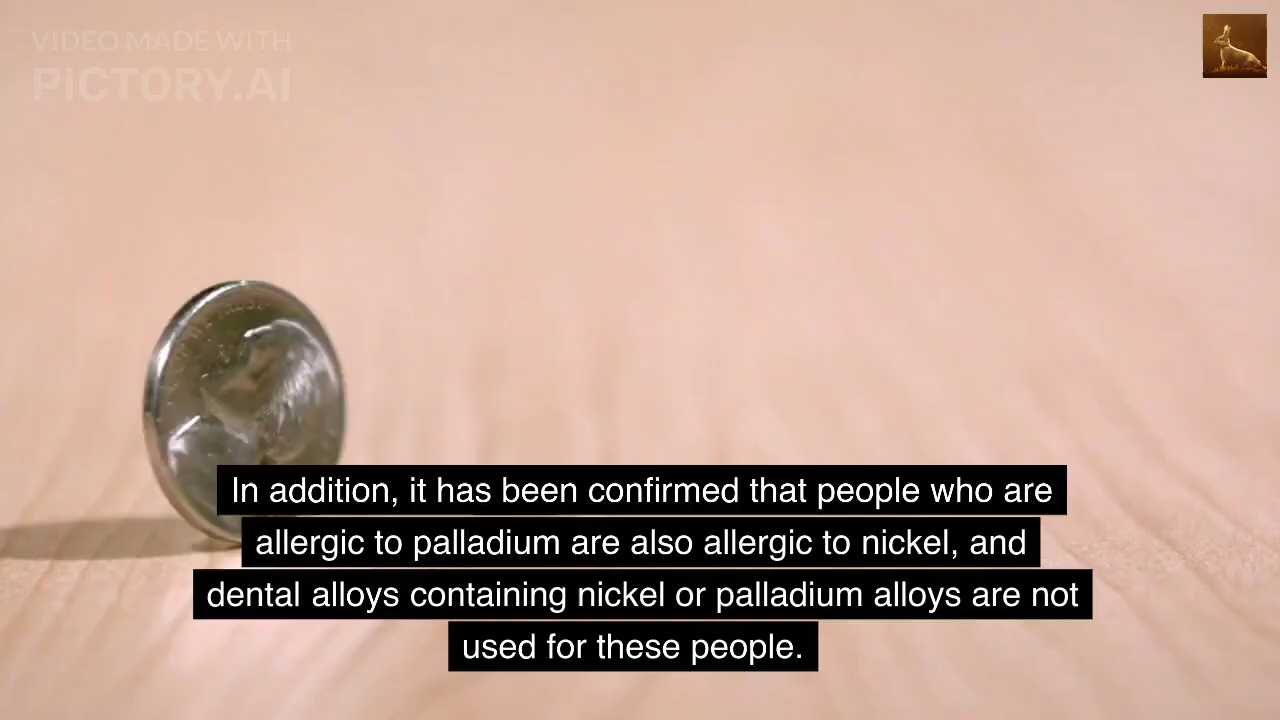 VIDEO MADE WITH
PICTORY.AI
In addition, it has been confirmed that people who are
allergic to palladium are also allergic to nickel, and
dental alloys containing nickel or palladium alloys are not
used for these people.